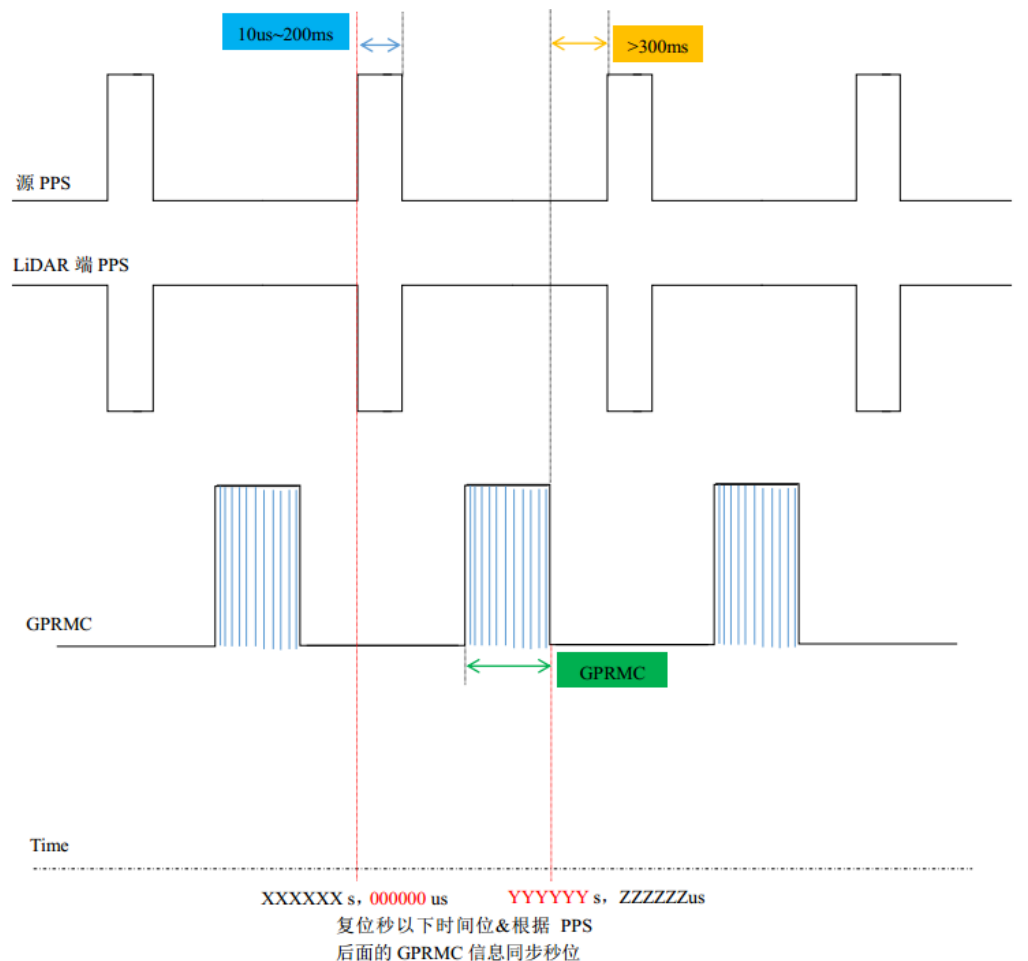 10us~200ms
>300ms
源 PPS
LiDAR 端 PPS
GPRMC
GPRMC
Time
XXXXXX s，000000 us
YYYYYY s，ZZZZZZus
复位秒以下时间位&根据 PPS
后面的 GPRMC 信息同步秒位